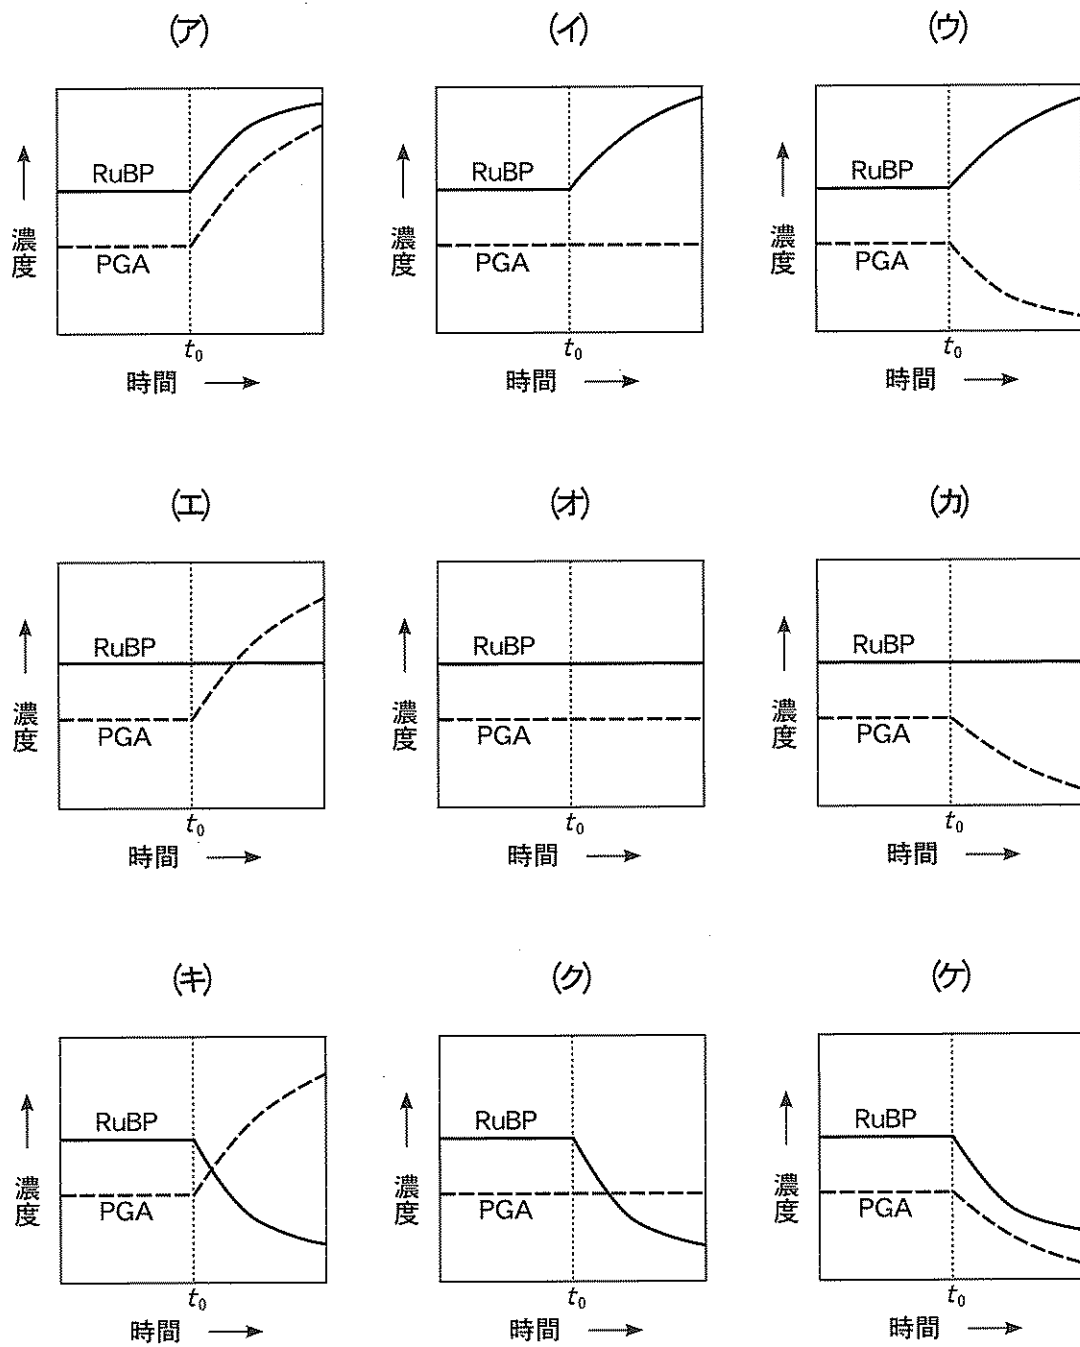 (ア) (イ) (ウ)
RuBP RuBP RuBP
濃度 濃度 濃度
PGA PGA PGA
t0 t0 t0
時間 → 時間 → 時間 →
(エ) (オ) (カ)
RuBP RuBP RuBP
濃度 濃度 濃度
PGA PGA PGA
t0 t0 t0
時間 → 時間 → 時間 →
(キ) (ク) (ケ)
RuBP RuBP RuBP
濃度 濃度 濃度
PGA PGA PGA
t0 t0 t0
時間 → 時間 → 時間 →